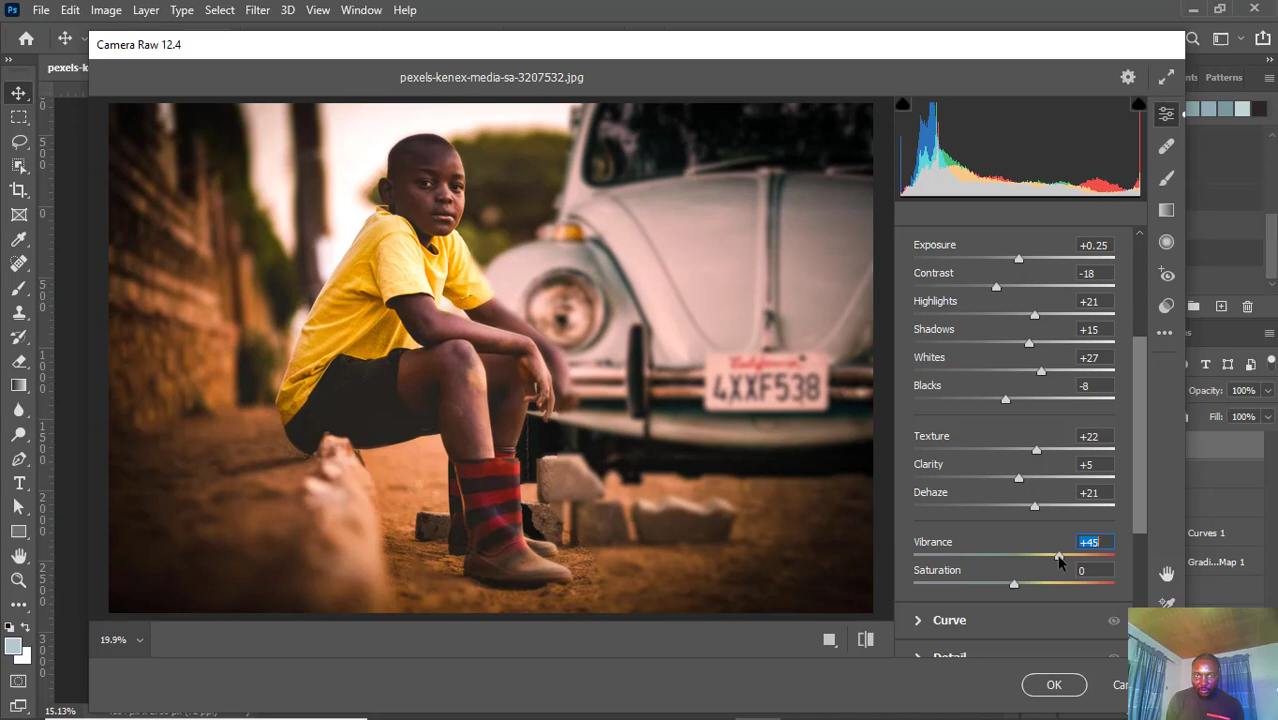 Ps File Edit Image Layer Type Select Filter 3D View Window Help
Camera Raw 12.4
pexels-k
pexels-kenex-media-sa-3207532.jpg
Patterns
California
4XXF538
Exposure +0.25
Contrast -18
Highlights +21
Shadows +15
Whites +27
Blacks -8
Texture +22
Clarity +5
Dehaze +21
Vibrance +45
Saturation 0
Curve
Detail
Opacity: 100%
Fill: 100%
Curves 1
Gradi...Map 1
19.9%
OK
15.13%